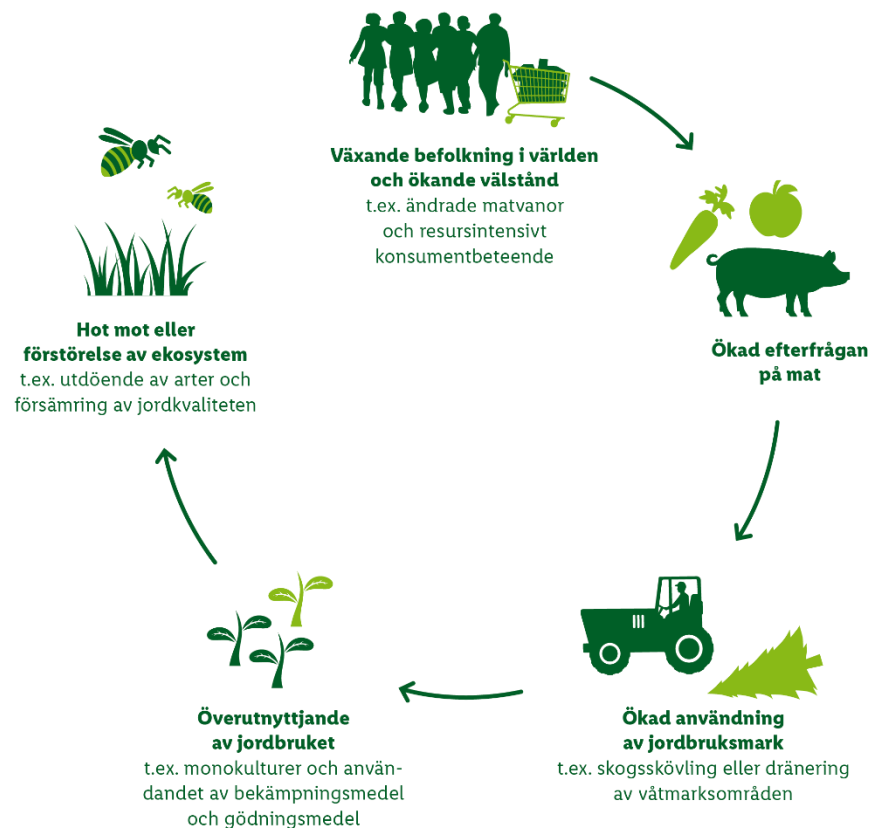 Växande befolkning i världen
och ökande välstånd
t.ex. ändrade matvanor
och resursintensivt
konsumentbeteende
Ökad efterfrågan
på mat
Ökad användning
av jordbruksmark
t.ex. skogsskövling eller dränering
av våtmarksområden
Överutnyttjande
av jordbruket
t.ex. monokulturer och använ-
dandet av bekämpningsmedel
och gödningsmedel
Hot mot eller
förstörelse av ekosystem
t.ex. utdöende av arter och
försämring av jordkvaliteten